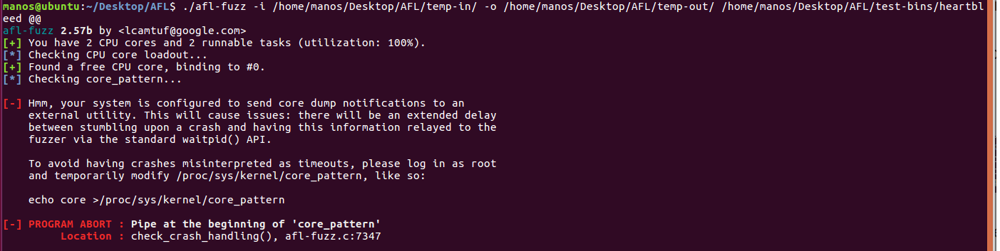 manos@ubuntu:~/Desktop/AFL$ ./afl-fuzz -i /home/manos/Desktop/AFL/temp-in/ -o /home/manos/Desktop/AFL/temp-out/ /home/manos/Desktop/AFL/test-bins/heartbl
eed @@
afl-fuzz 2.57b by <lcamtuf@google.com>
[+] You have 2 CPU cores and 2 runnable tasks (utilization: 100%).
[*] Checking CPU core loadout...
[+] Found a free CPU core, binding to #0.
[*] Checking core_pattern...
[-] Hmm, your system is configured to send core dump notifications to an
external utility. This will cause issues: there will be an extended delay
between stumbling upon a crash and having this information relayed to the
fuzzer via the standard waitpid() API.
To avoid having crashes misinterpreted as timeouts, please log in as root
and temporarily modify /proc/sys/kernel/core_pattern, like so:
echo core >/proc/sys/kernel/core_pattern
[-] PROGRAM ABORT : Pipe at the beginning of 'core_pattern'
Location : check_crash_handling(), afl-fuzz.c:7347